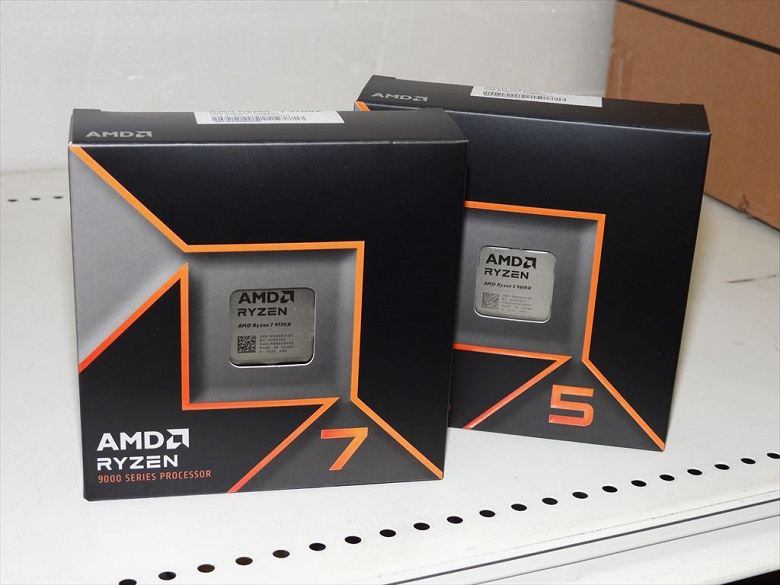 AMD
AMD
RYZEN
AMD Ryzen 7 9700X
AMD
RYZEN
9000 SERIES PROCESSOR
7
AMD
AMD
RYZEN
AMD Ryzen 5 9600X
5